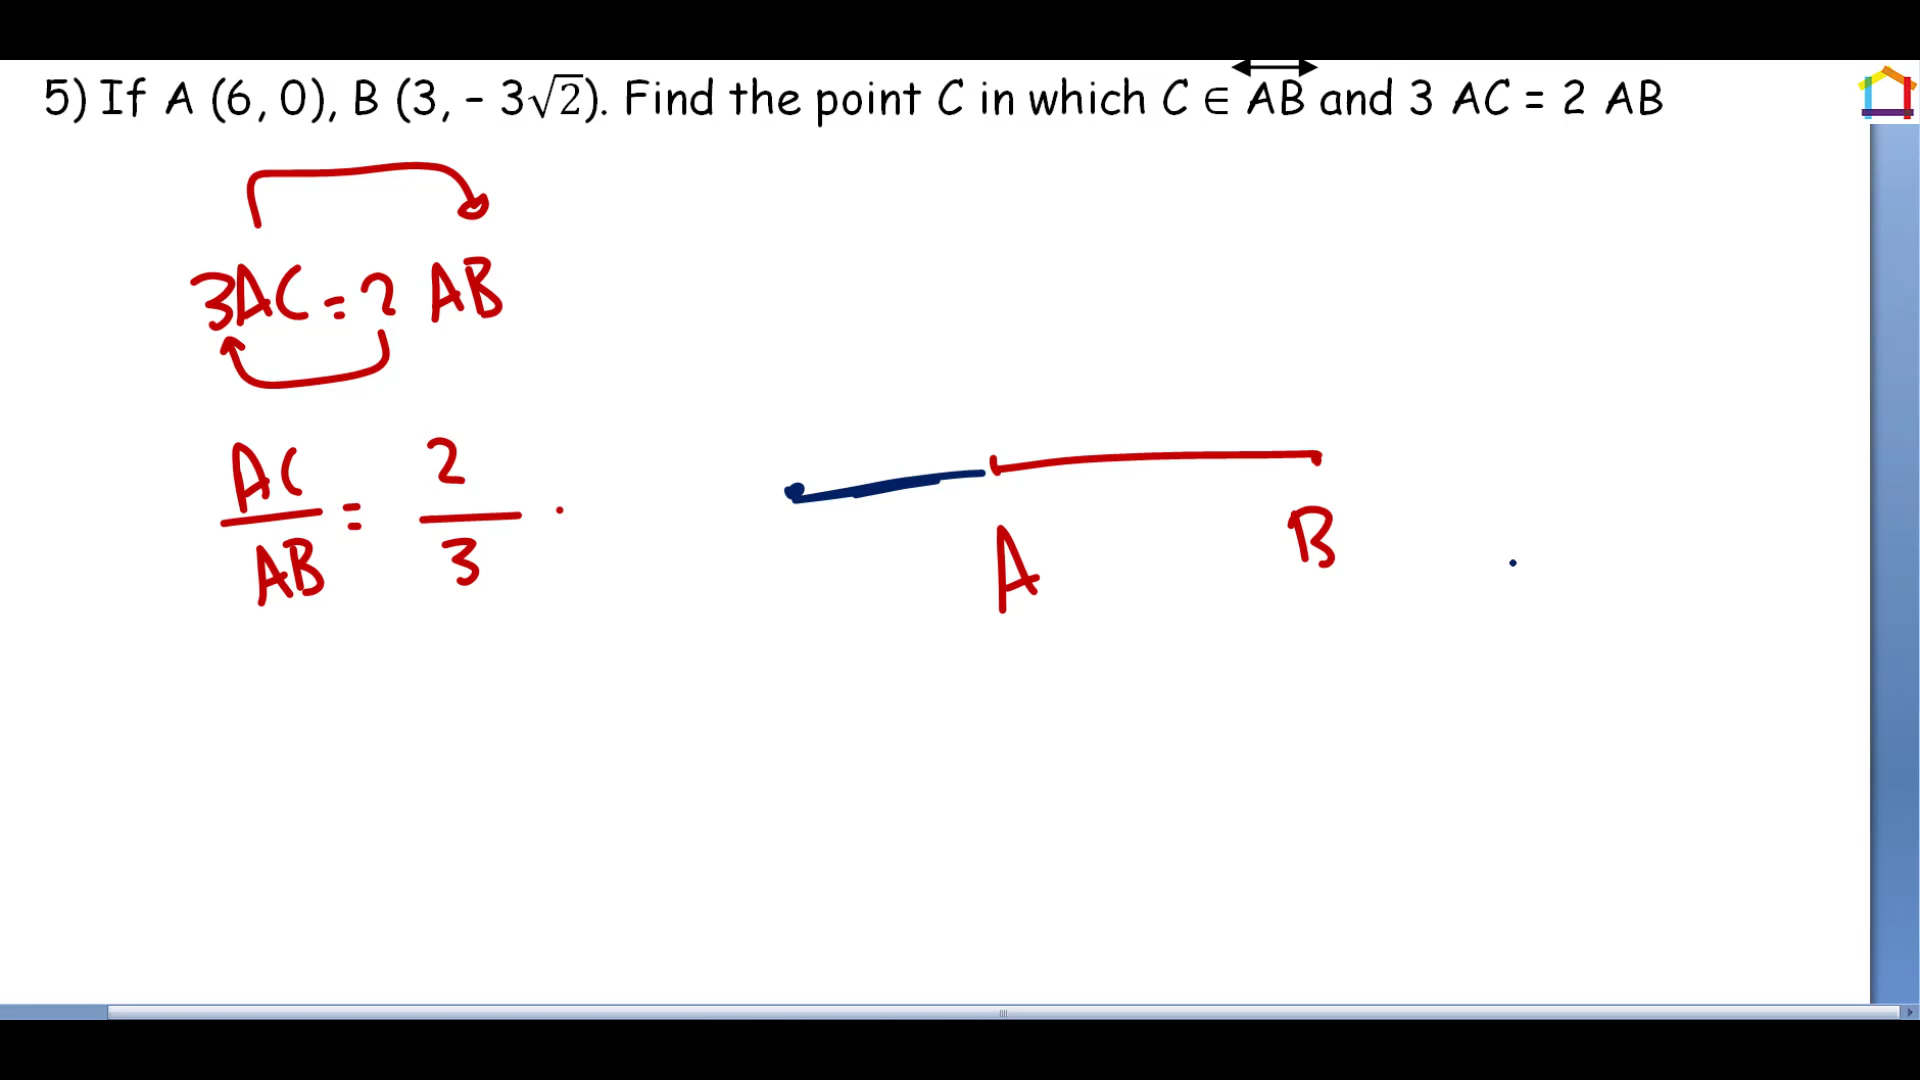 5) If A (6, 0), B (3, - 3√2). Find the point C in which C ∈ AB and 3 AC = 2 AB
3AC = 2 AB
AC
AB
=
2
3
A
B